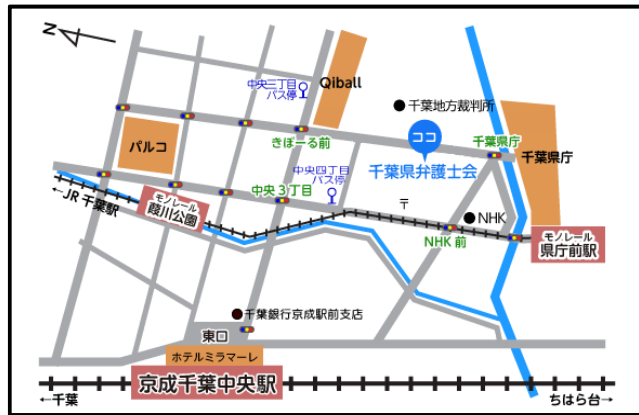 N
中央三丁目
バス停
Qiball
千葉地方裁判所
ココ
パルコ
きぼーる前
千葉県庁
千葉県庁
千葉県弁護士会
中央四丁目
バス停
中央3丁目
←JR 千葉駅
モノレール
葭川公園
〒
NHK
NHK 前
モノレール
県庁前駅
千葉銀行京成駅前支店
東口
ホテルミラマーレ
京成千葉中央駅
←千葉
ちはら台→